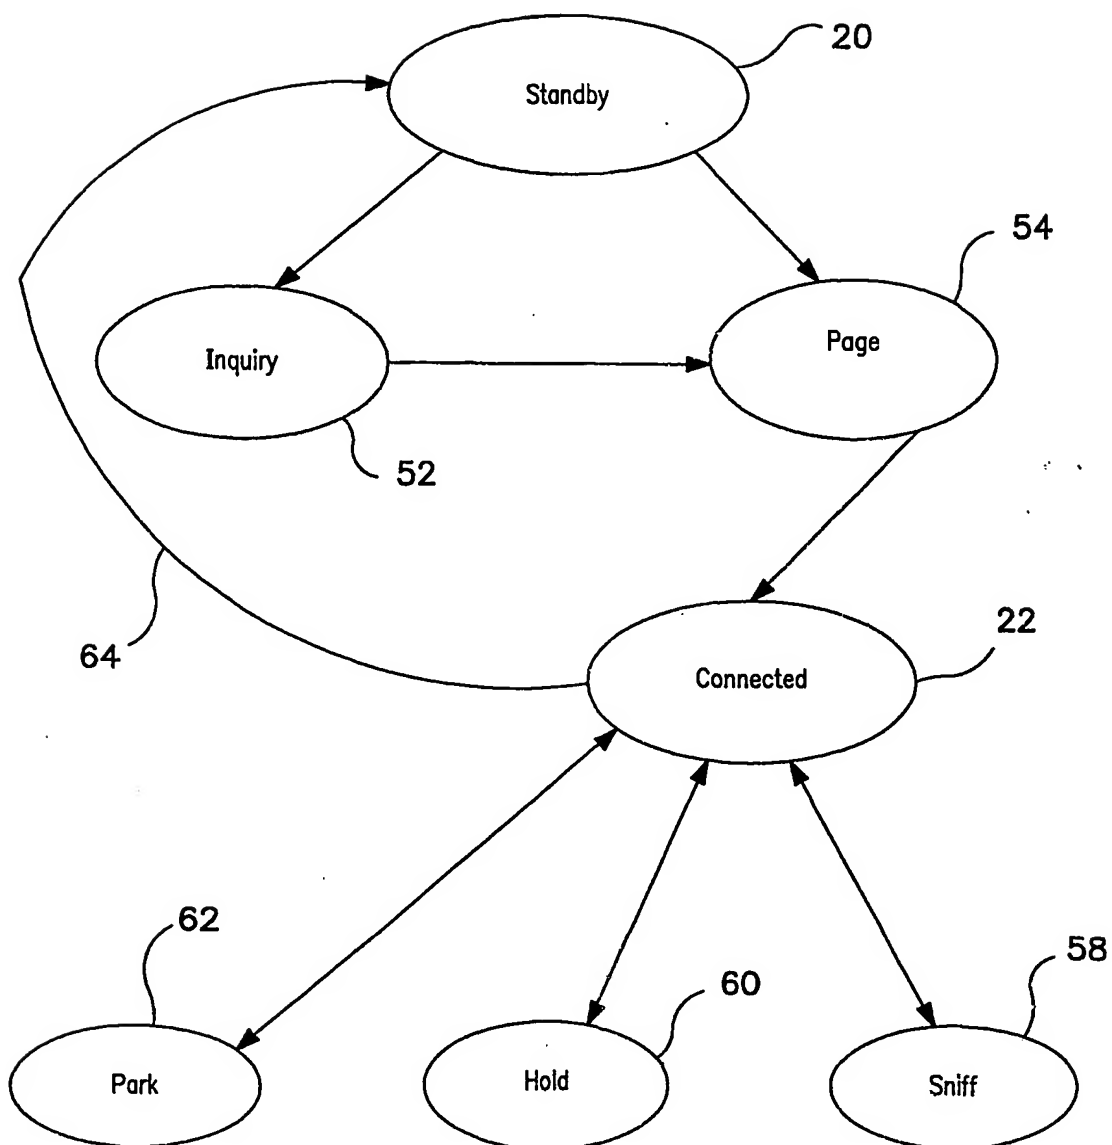 20
Standby
54
Page
Inquiry
52
22
64
Connected
62
58
60
Park
Hold
Sniff